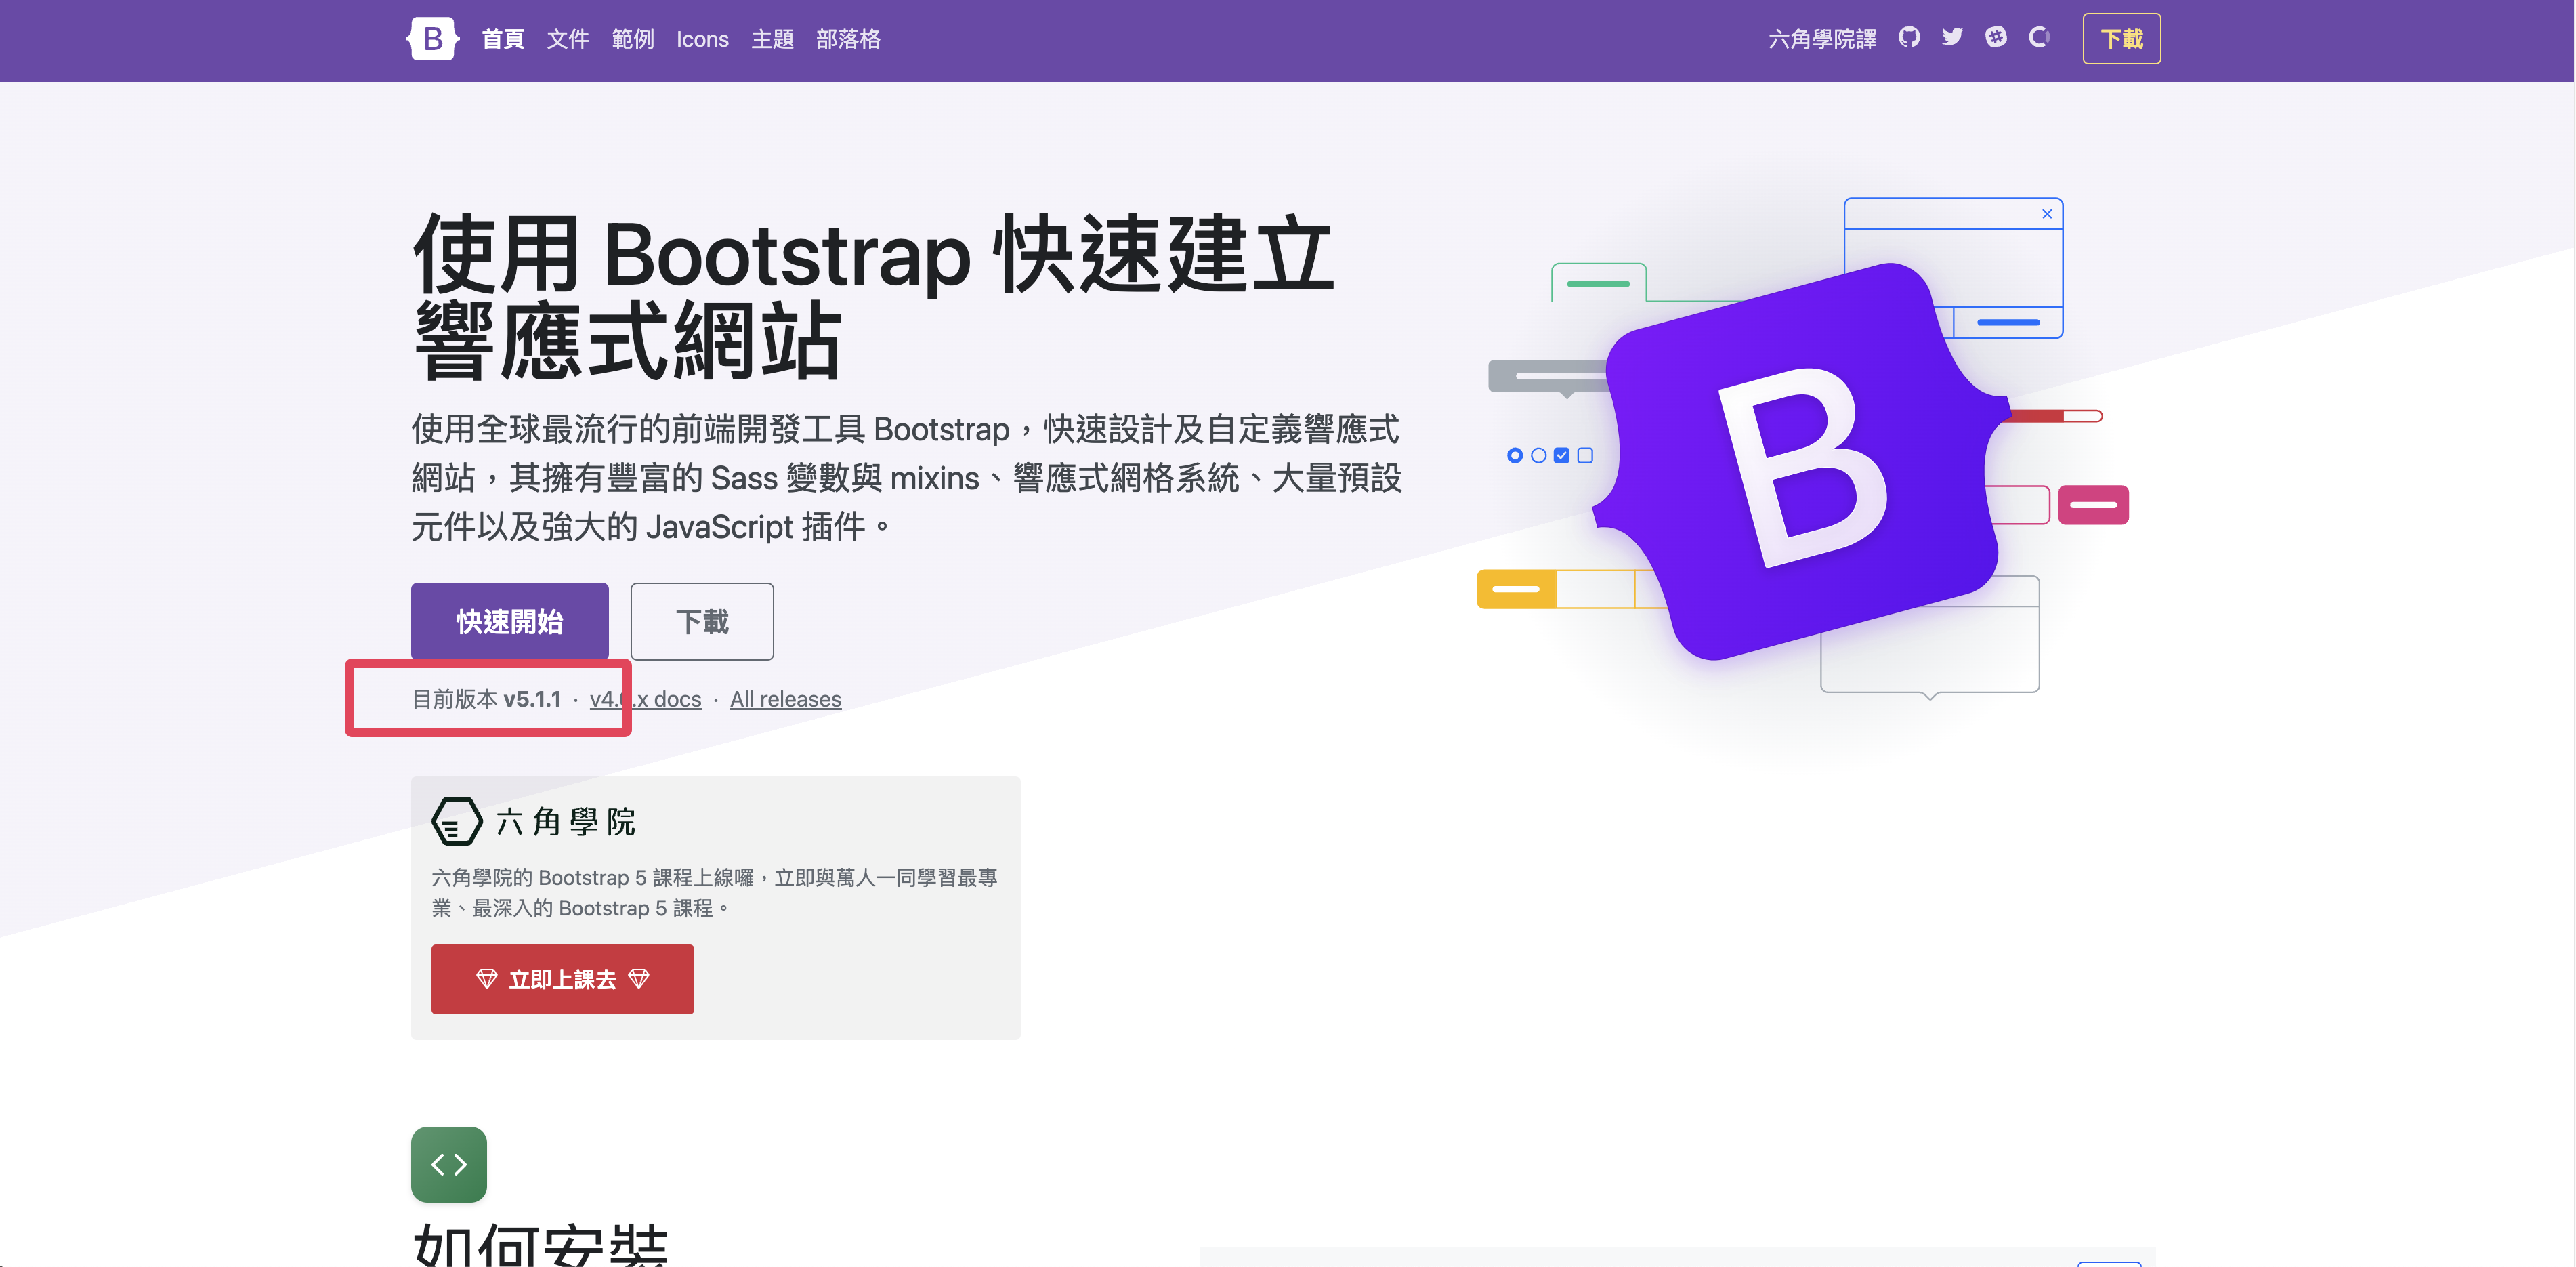 B 首頁 文件 範例 Icons 主題 部落格 六角學院譯 下載
使用 Bootstrap 快速建立
響應式網站
使用全球最流行的前端開發工具 Bootstrap，快速設計及自定義響應式
網站，其擁有豐富的 Sass 變數與 mixins、響應式網格系統、大量預設
元件以及強大的 JavaScript 插件。
B
快速開始 下載
目前版本 v5.1.1 · v4.6.x docs · All releases
六角學院
六角學院的 Bootstrap 5 課程上線囉，立即與萬人一同學習最專
業、最深入的 Bootstrap 5 課程。
立即上課去
如何安裝